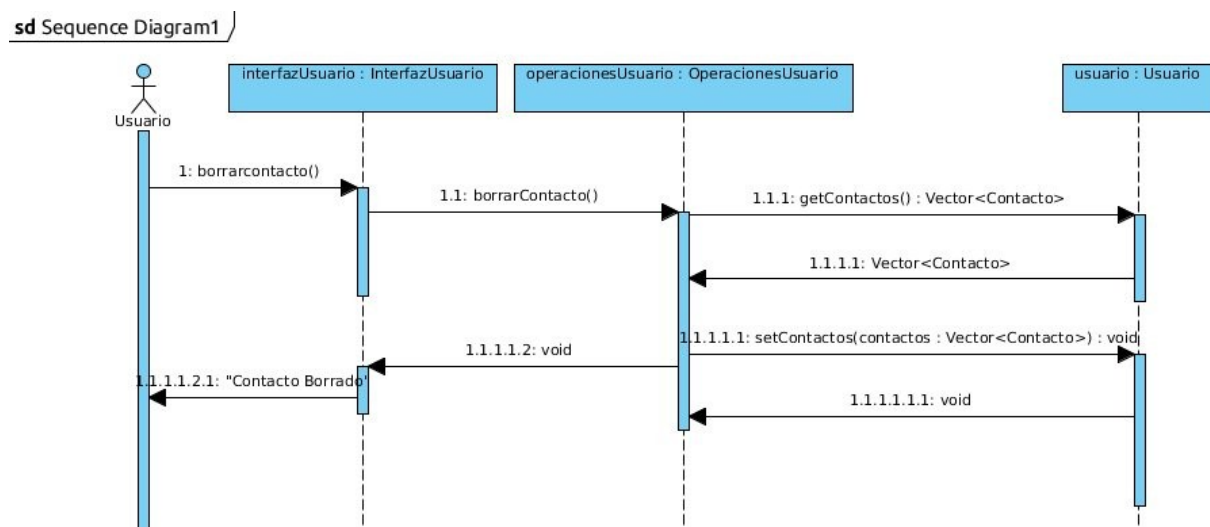 sd Sequence Diagram1
interfazUsuario : InterfazUsuario
operacionesUsuario : OperacionesUsuario
usuario : Usuario
Usuario
1: borrarcontacto()
1.1: borrarContacto()
1.1.1: getContactos() : Vector<Contacto>
1.1.1.1: Vector<Contacto>
1.1.1.1.1: setContactos(contactos : Vector<Contacto>) : void
1.1.1.1.2: void
1.1.1.1.2.1: "Contacto Borrado"
1.1.1.1.1.1: void